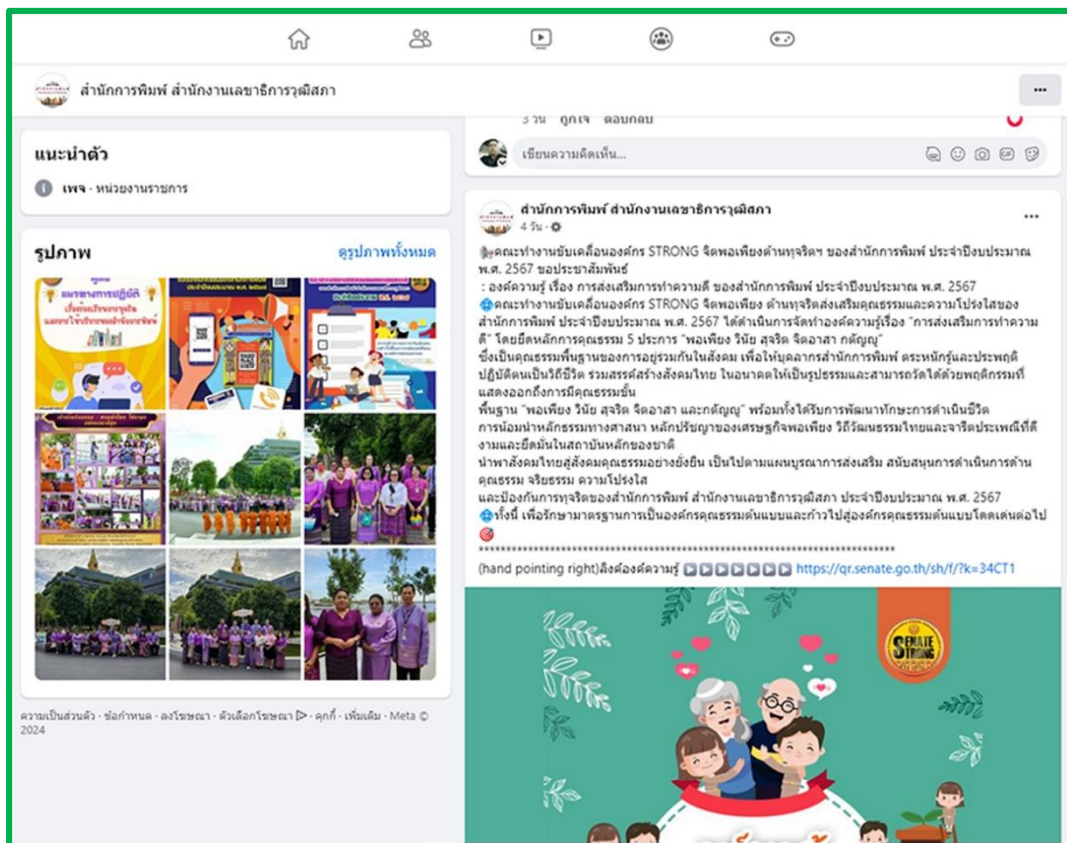 สำนักการพิมพ์ สำนักงานเลขาธิการวุฒิสภา
แนะนำตัว
เพจ · หน่วยงานราชการ
รูปภาพ
ดูรูปภาพทั้งหมด
แนวทางการปฏิบัติ
ความเป็นส่วนตัว · ข้อกำหนด · ลงโฆษณา · ตัวเลือกโฆษณา · คุกกี้ · เพิ่มเติม · Meta ©
2024
3 วัน ถูกใจ ตอบกลับ
เขียนความคิดเห็น...
สำนักการพิมพ์ สำนักงานเลขาธิการวุฒิสภา
4 วัน ·
คณะทำงานขับเคลื่อนองค์กร STRONG จิตพอเพียงต้านทุจริตฯ ของสำนักการพิมพ์ ประจำปีงบประมาณ
พ.ศ. 2567 ขอประชาสัมพันธ์
: องค์ความรู้ เรื่อง การส่งเสริมการทำความดี ของสำนักการพิมพ์ ประจำปีงบประมาณ พ.ศ. 2567
คณะทำงานขับเคลื่อนองค์กร STRONG จิตพอเพียง ต้านทุจริตส่งเสริมคุณธรรมและความโปร่งใสของ
สำนักการพิมพ์ ประจำปีงบประมาณ พ.ศ. 2567 ได้ดำเนินการจัดทำองค์ความรู้เรื่อง "การส่งเสริมการทำความ
ดี" โดยยึดหลักการคุณธรรม 5 ประการ "พอเพียง วินัย สุจริต จิตอาสา กตัญญู"
ซึ่งเป็นคุณธรรมพื้นฐานของการอยู่ร่วมกันในสังคม เพื่อให้บุคลากรสำนักการพิมพ์ ตระหนักรู้และประพฤติ
ปฏิบัติตนเป็นวิถีชีวิต รวมสรรค์สร้างสังคมไทย ในอนาคตให้เป็นรูปธรรมและสามารถวัดได้ด้วยพฤติกรรมที่
แสดงออกถึงการมีคุณธรรมขั้น
พื้นฐาน "พอเพียง วินัย สุจริต จิตอาสา และกตัญญู" พร้อมทั้งได้รับการพัฒนาทักษะการดำเนินชีวิต
การน้อมนำหลักธรรมทางศาสนา หลักปรัชญาของเศรษฐกิจพอเพียง วิถีวัฒนธรรมไทยและจารีตประเพณีที่ดี
งามและยึดมั่นในสถาบันหลักของชาติ
นำพาสังคมไทยสู่สังคมคุณธรรมอย่างยั่งยืน เป็นไปตามแผนบูรณาการส่งเสริม สนับสนุนการดำเนินการด้าน
คุณธรรม จริยธรรม ความโปร่งใส
และป้องกันการทุจริตของสำนักการพิมพ์ สำนักงานเลขาธิการวุฒิสภา ประจำปีงบประมาณ พ.ศ. 2567
ทั้งนี้ เพื่อรักษามาตรฐานการเป็นองค์กรคุณธรรมต้นแบบและก้าวไปสู่องค์กรคุณธรรมต้นแบบโดดเด่นต่อไป
(hand pointing right)ลิงค์องค์ความรู้ https://qr.senate.go.th/sh/f/?k=34CT1
SENATE
STRONG